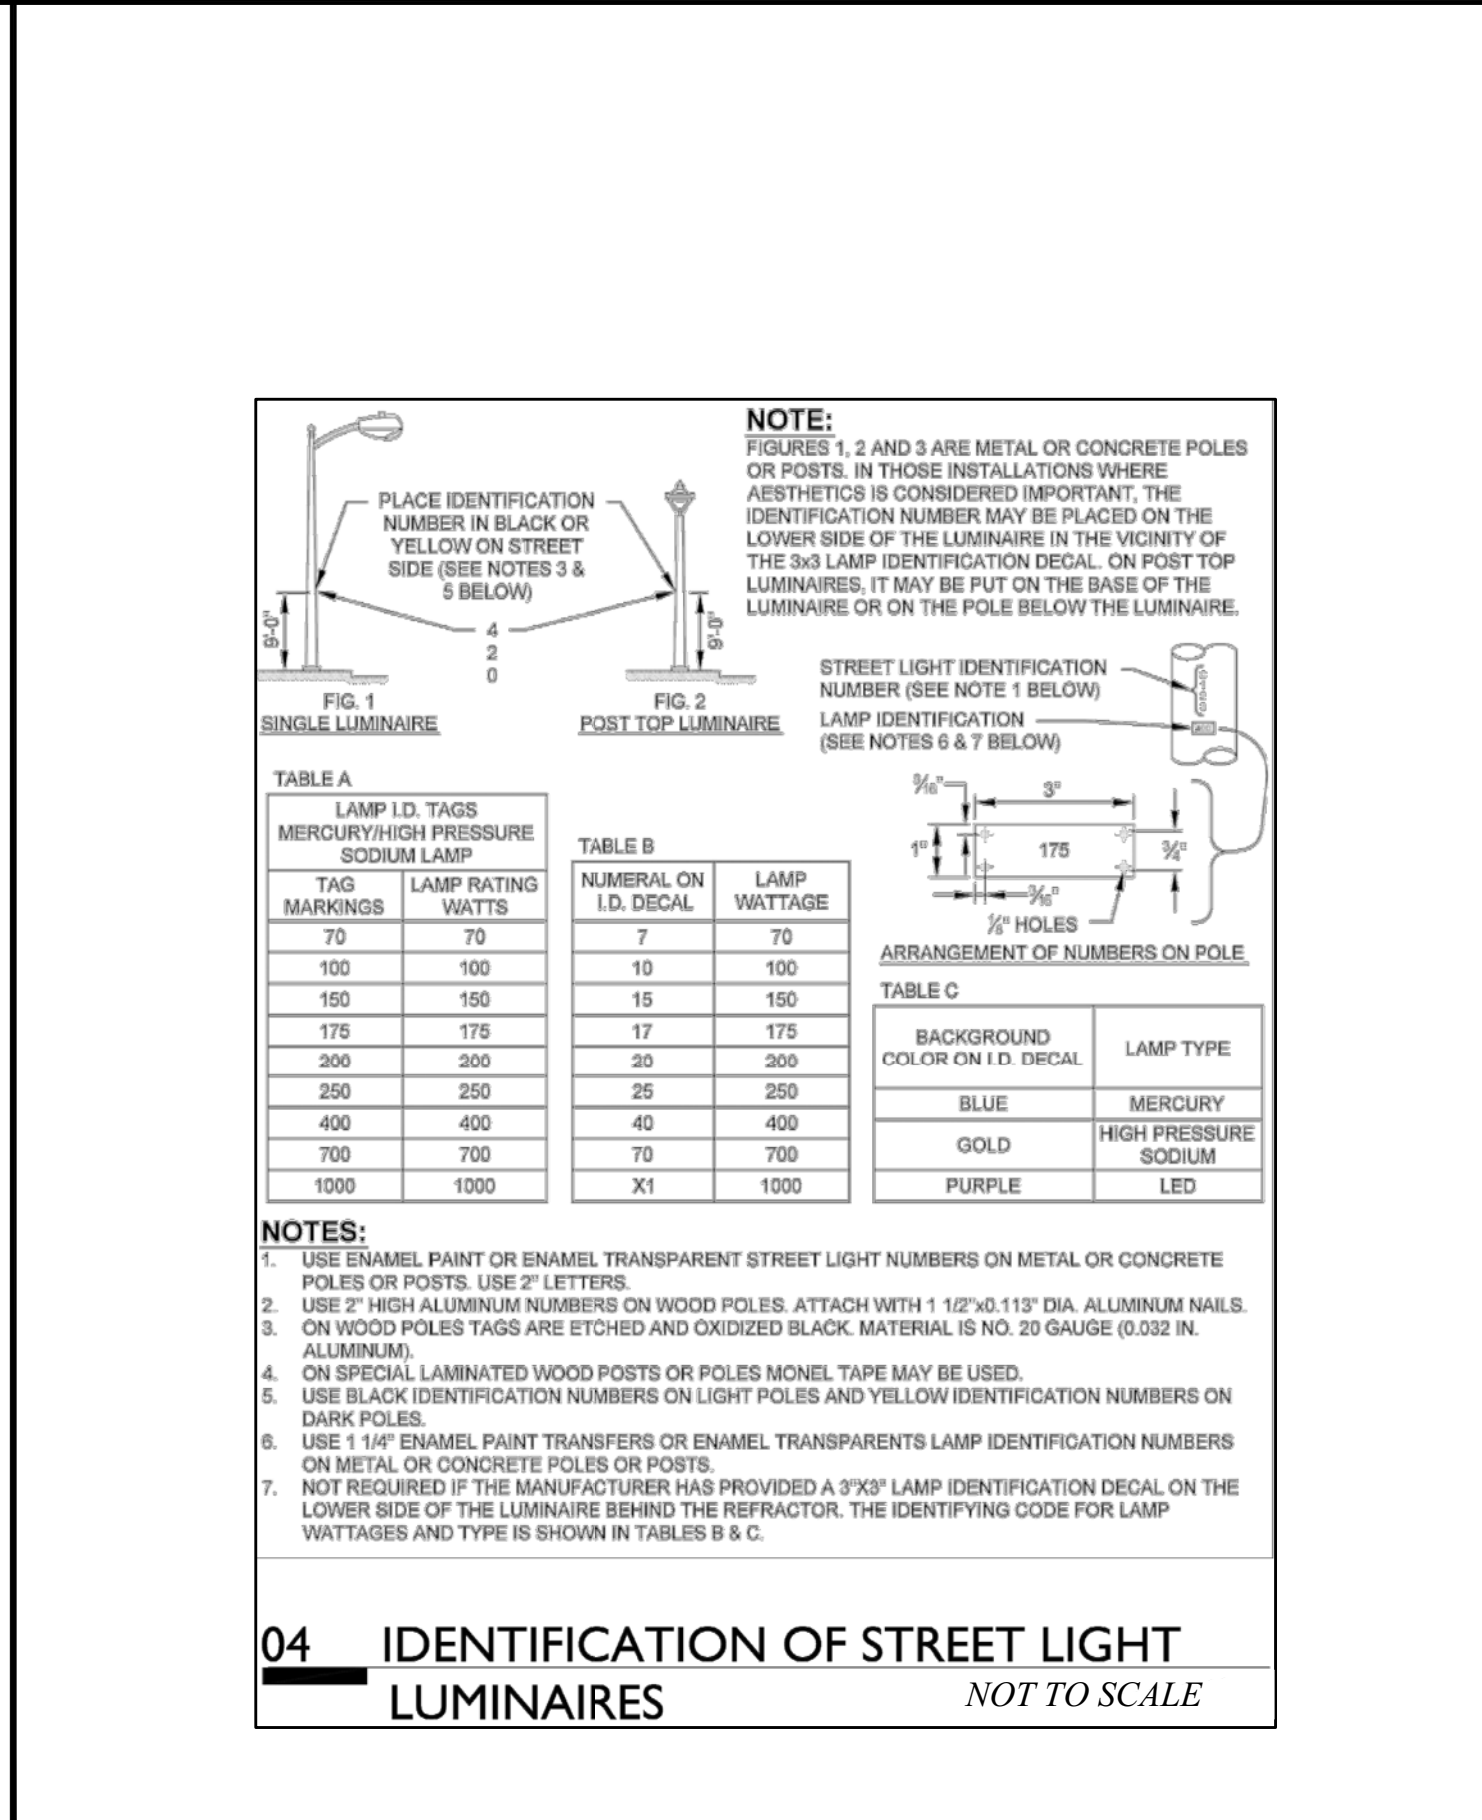 NOTE:
FIGURES 1, 2 AND 3 ARE METAL OR CONCRETE POLES
OR POSTS. IN THOSE INSTALLATIONS WHERE
AESTHETICS IS CONSIDERED IMPORTANT, THE
IDENTIFICATION NUMBER MAY BE PLACED ON THE
LOWER SIDE OF THE LUMINAIRE IN THE VICINITY OF
THE 3x3 LAMP IDENTIFICATION DECAL. ON POST TOP
LUMINAIRES, IT MAY BE PUT ON THE BASE OF THE
LUMINAIRE OR ON THE POLE BELOW THE LUMINAIRE.
PLACE IDENTIFICATION
NUMBER IN BLACK OR
YELLOW ON STREET
SIDE (SEE NOTES 3 &
5 BELOW)
9'-0"
4
2
0
9'-0"
FIG. 1
SINGLE LUMINAIRE
FIG. 2
POST TOP LUMINAIRE
STREET LIGHT IDENTIFICATION
NUMBER (SEE NOTE 1 BELOW)
LAMP IDENTIFICATION
(SEE NOTES 6 & 7 BELOW)
400
3/16"
3"
1"
175
3/4"
3/16"
1/8" HOLES
ARRANGEMENT OF NUMBERS ON POLE
TABLE A
LAMP I.D. TAGS
MERCURY/HIGH PRESSURE
SODIUM LAMP
TAG MARKINGS LAMP RATING WATTS
70 70
100 100
150 150
175 175
200 200
250 250
400 400
700 700
1000 1000
TABLE B
NUMERAL ON I.D. DECAL LAMP WATTAGE
7 70
10 100
15 150
17 175
20 200
25 250
40 400
70 700
X1 1000
TABLE C
BACKGROUND COLOR ON I.D. DECAL LAMP TYPE
BLUE MERCURY
GOLD HIGH PRESSURE SODIUM
PURPLE LED
NOTES:
1. USE ENAMEL PAINT OR ENAMEL TRANSPARENT STREET LIGHT NUMBERS ON METAL OR CONCRETE
POLES OR POSTS. USE 2" LETTERS.
2. USE 2" HIGH ALUMINUM NUMBERS ON WOOD POLES. ATTACH WITH 1 1/2"x0.113" DIA. ALUMINUM NAILS.
3. ON WOOD POLES TAGS ARE ETCHED AND OXIDIZED BLACK. MATERIAL IS NO. 20 GAUGE (0.032 IN.
ALUMINUM).
4. ON SPECIAL LAMINATED WOOD POSTS OR POLES MONEL TAPE MAY BE USED.
5. USE BLACK IDENTIFICATION NUMBERS ON LIGHT POLES AND YELLOW IDENTIFICATION NUMBERS ON
DARK POLES.
6. USE 1 1/4" ENAMEL PAINT TRANSFERS OR ENAMEL TRANSPARENTS LAMP IDENTIFICATION NUMBERS
ON METAL OR CONCRETE POLES OR POSTS.
7. NOT REQUIRED IF THE MANUFACTURER HAS PROVIDED A 3"X3" LAMP IDENTIFICATION DECAL ON THE
LOWER SIDE OF THE LUMINAIRE BEHIND THE REFRACTOR. THE IDENTIFYING CODE FOR LAMP
WATTAGES AND TYPE IS SHOWN IN TABLES B & C.
04 IDENTIFICATION OF STREET LIGHT
LUMINAIRES
NOT TO SCALE